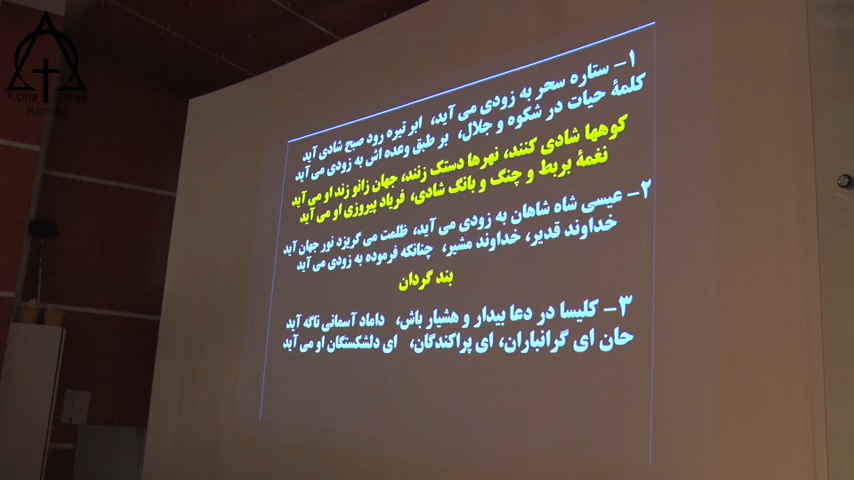 Alpha Omega
Hamburg
۱- ستاره سحر به زودی می آید، ابر تیره رود صبح شادی آید
کلمهٔ حیات در شکوه و جلال، بر طبق وعده اش به زودی می آید
کوهها شادی کنند، نهرها دستک زنند، جهان زانو زند او می آید
نغمهٔ بربط و چنگ و بانگ شادی، فریاد پیروزی او می آید
۲- عیسی شاه شاهان به زودی می آید، ظلمت می گریزد نور جهان آید
خداوند قدیر، خداوند مشیر، چنانکه فرموده به زودی می آید
بند گردان
۳- کلیسا در دعا بیدار و هشیار باش، داماد آسمانی ناگه آید
حان ای گرانباران، ای پراکندگان، ای دلشکستگان او می آید